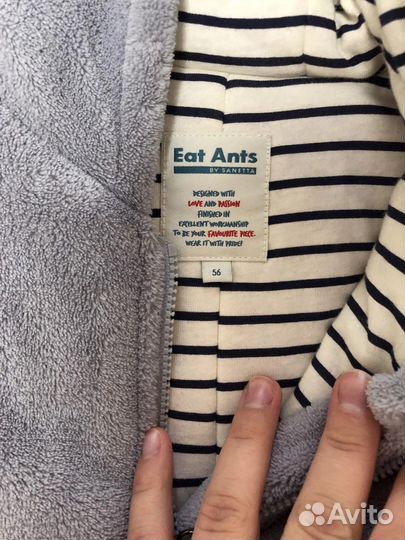 Eat Ants
BY SANETTA
DESIGNED WITH
LOVE AND PASSION
FINISHED IN
EXCELLENT WORKMANSHIP
TO BE YOUR FAVOURITE PIECE.
WEAR IT WITH PRIDE!
56
Avito